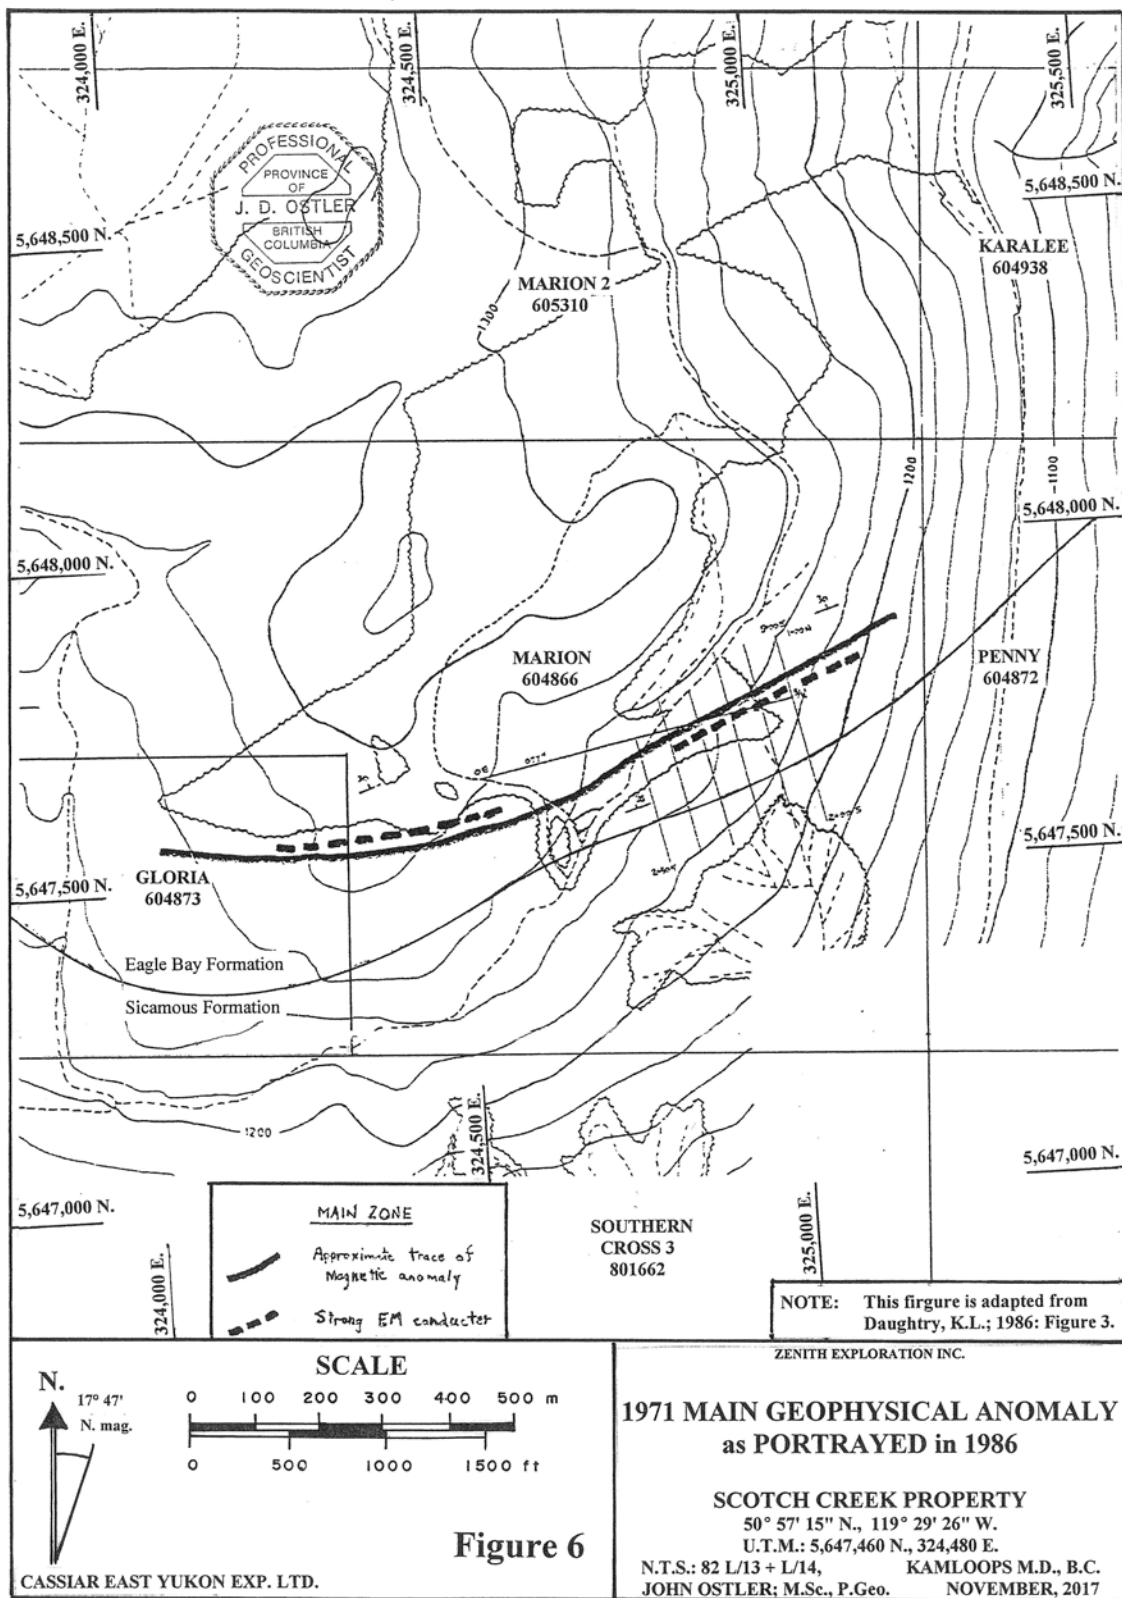 324,000 E.
324,500 E.
325,000 E.
325,500 E.
PROFESSIONAL
PROVINCE
OF
J. D. OSTLER
BRITISH
COLUMBIA
GEOSCIENTIST
5,648,500 N.
5,648,500 N.
KARALEE
604938
MARION 2
605310
1300
1200
1100
5,648,000 N.
5,648,000 N.
MARION
604866
PENNY
604872
30
30
5,647,500 N.
5,647,500 N.
GLORIA
604873
Eagle Bay Formation
Sicamous Formation
1200
324,500 E.
5,647,000 N.
5,647,000 N.
324,000 E.
325,000 E.
MAIN ZONE
Approximate trace of
Magnetic anomaly
Strong EM conductor
SOUTHERN
CROSS 3
801662
NOTE: This firgure is adapted from
Daughtry, K.L.; 1986: Figure 3.
N.
17° 47'
N. mag.
SCALE
0 100 200 300 400 500 m
0 500 1000 1500 ft
Figure 6
CASSIAR EAST YUKON EXP. LTD.
ZENITH EXPLORATION INC.
1971 MAIN GEOPHYSICAL ANOMALY
as PORTRAYED in 1986
SCOTCH CREEK PROPERTY
50° 57' 15" N., 119° 29' 26" W.
U.T.M.: 5,647,460 N., 324,480 E.
N.T.S.: 82 L/13 + L/14, KAMLOOPS M.D., B.C.
JOHN OSTLER; M.Sc., P.Geo. NOVEMBER, 2017